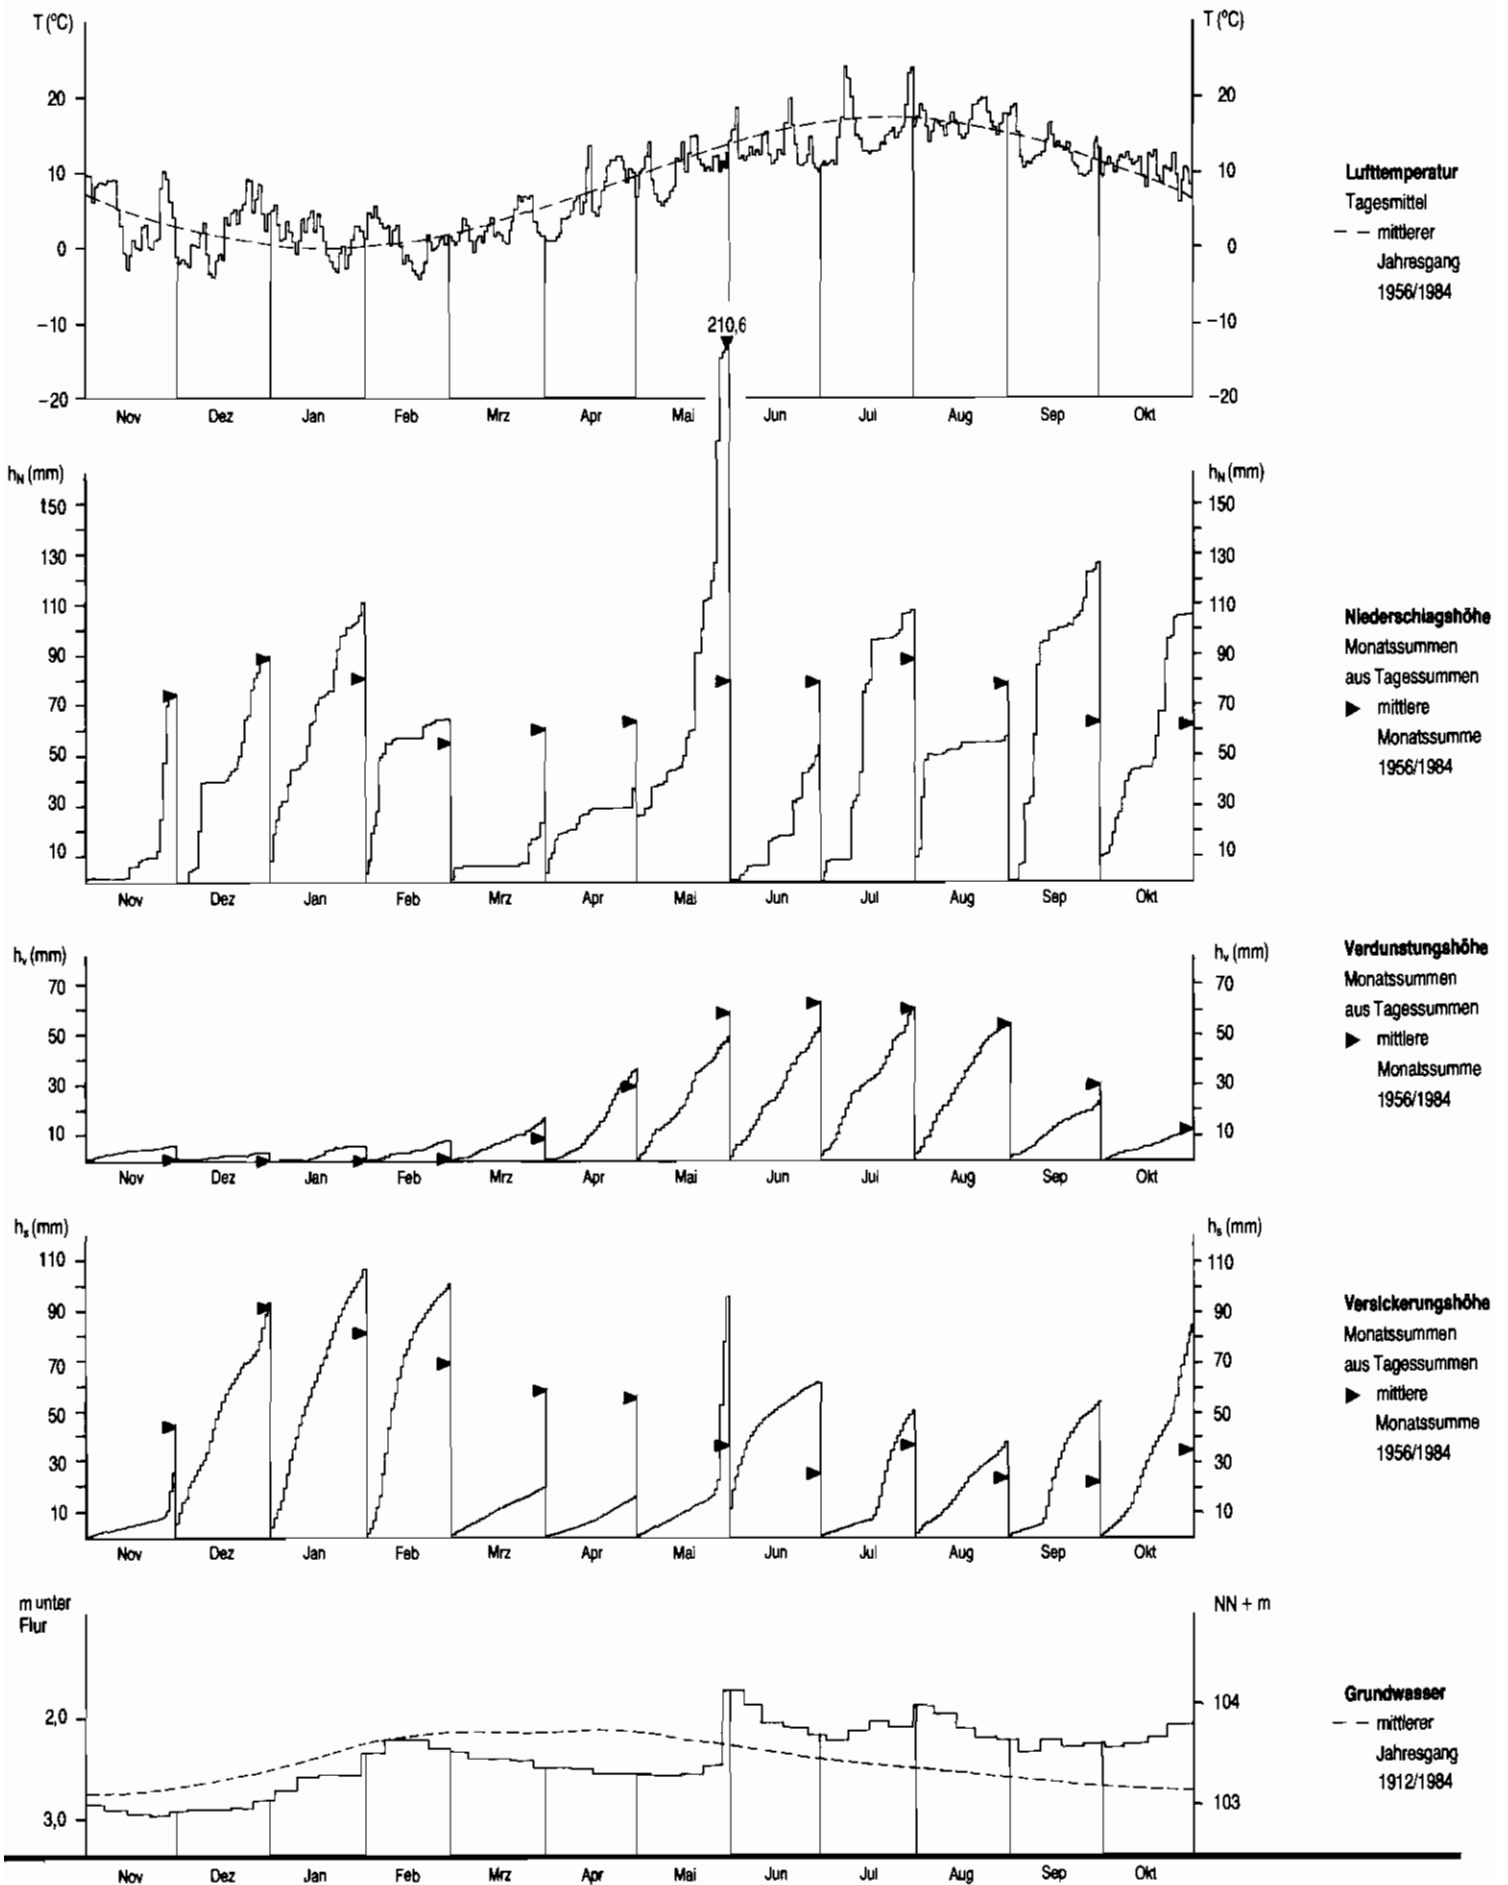 T (°C)
T (°C)
20
10
0
−10
−20
20
10
0
−10
−20
210,6
Nov Dez Jan Feb Mrz Apr Mai Jun Jul Aug Sep Okt
Lufttemperatur
Tagesmittel
mittlerer
Jahresgang
1956/1984
hN (mm)
hN (mm)
150
130
110
90
70
50
30
10
150
130
110
90
70
50
30
10
Nov Dez Jan Feb Mrz Apr Mai Jun Jul Aug Sep Okt
Niederschlagshöhe
Monatssummen
aus Tagessummen
mittlere
Monatssumme
1956/1984
hv (mm)
hv (mm)
70
50
30
10
70
50
30
10
Nov Dez Jan Feb Mrz Apr Mai Jun Jul Aug Sep Okt
Verdunstungshöhe
Monatssummen
aus Tagessummen
mittlere
Monatssumme
1956/1984
hs (mm)
hs (mm)
110
90
70
50
30
10
110
90
70
50
30
10
Nov Dez Jan Feb Mrz Apr Mai Jun Jul Aug Sep Okt
Versickerungshöhe
Monatssummen
aus Tagessummen
mittlere
Monatssumme
1956/1984
m unter
Flur
NN + m
2,0
3,0
104
103
Nov Dez Jan Feb Mrz Apr Mai Jun Jul Aug Sep Okt
Grundwasser
mittlerer
Jahresgang
1912/1984